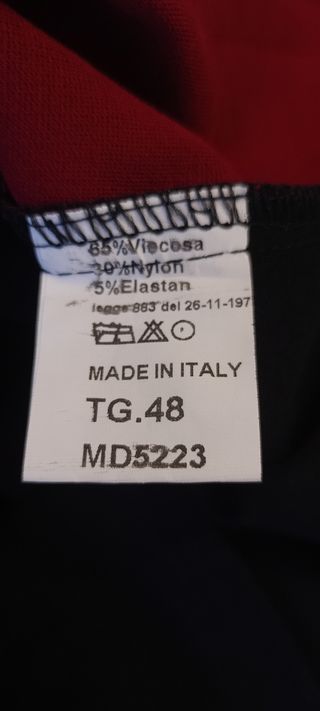 65%Viscosa
30%Nylon
5%Elastan
legge 883 del 26-11-197
MADE IN ITALY
TG.48
MD5223